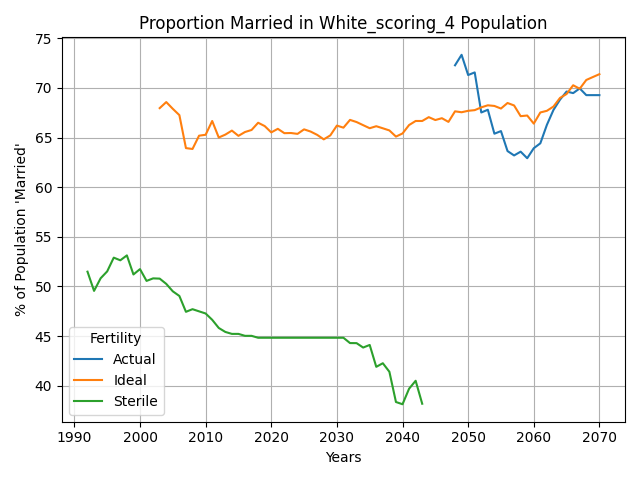 Proportion Married in White_scoring_4 Population
% of Population 'Married'
75
70
65
60
55
50
45
40
Fertility
Actual
Ideal
Sterile
1990 2000 2010 2020 2030 2040 2050 2060 2070
Years